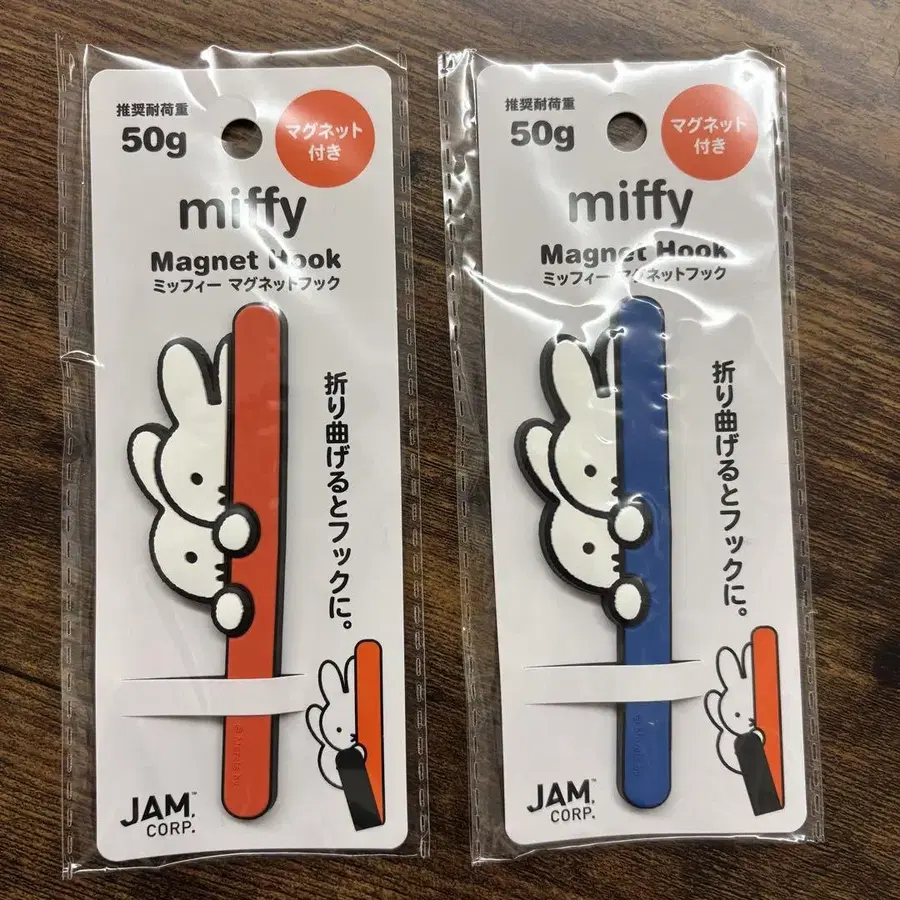 推奨耐荷重
50g
マグネット
付き
miffy
Magnet Hook
ミッフィー マグネットフック
折り曲げるとフックに。
JAM™
CORP.
推奨耐荷重
50g
マグネット
付き
miffy
Magnet Hook
ミッフィー マグネットフック
折り曲げるとフックに。
JAM™
CORP.